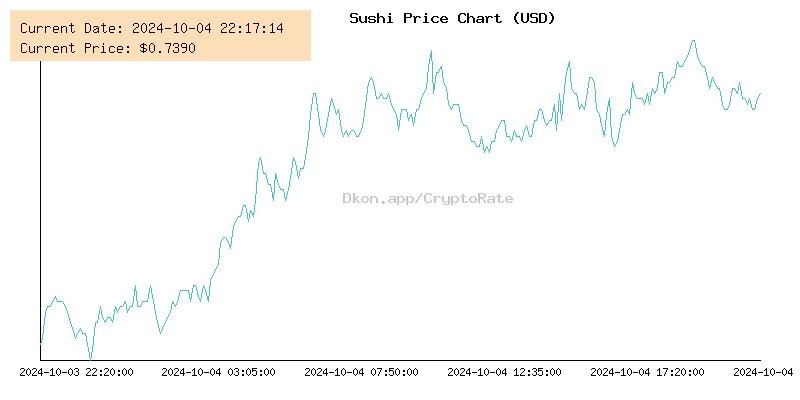 Sushi Price Chart (USD)
Current Date: 2024-10-04 22:17:14
Current Price: $0.7390
Dkon.app/CryptoRate
2024-10-03 22:20:00 2024-10-04 03:05:00 2024-10-04 07:50:00 2024-10-04 12:35:00 2024-10-04 17:20:00 2024-10-04